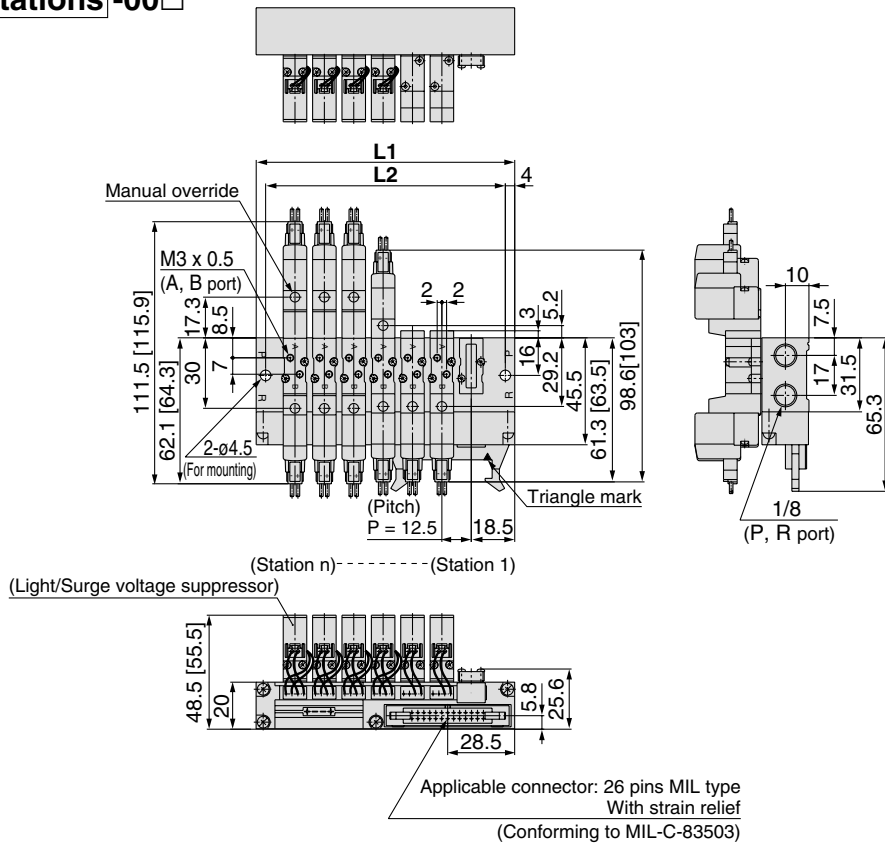 tations -00□
L1
L2
4
Manual override
M3 x 0.5
(A, B port)
111.5 [115.9]
17.3
8.5
62.1 [64.3]
30
7
2-ø4.5
(For mounting)
2
2
3
5.2
16
29.2
45.5
61.3 [63.5]
98.6[103]
P
R
A
B
A
B
A
B
A
B
A
B
A
B
P
R
Triangle mark
(Pitch)
P = 12.5
18.5
10
7.5
17
31.5
65.3
1/8
(P, R port)
(Station n)---------(Station 1)
(Light/Surge voltage suppressor)
48.5 [55.5]
20
5.8
25.6
28.5
Applicable connector: 26 pins MIL type
With strain relief
(Conforming to MIL-C-83503)